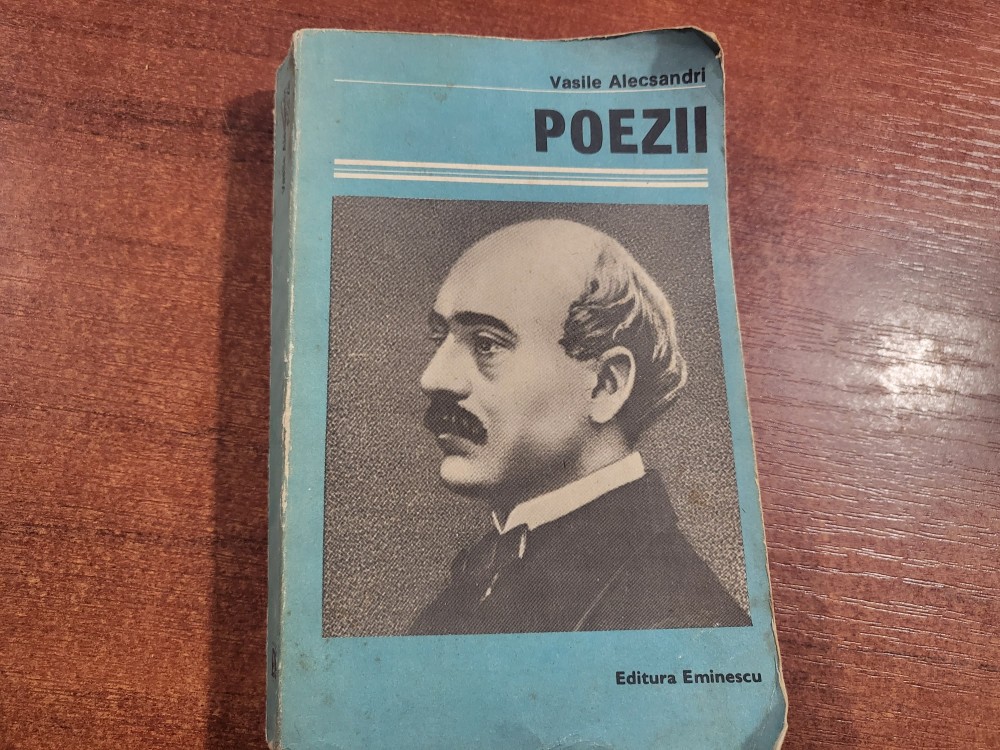 Vasile Alecsandri
POEZII
Editura Eminescu